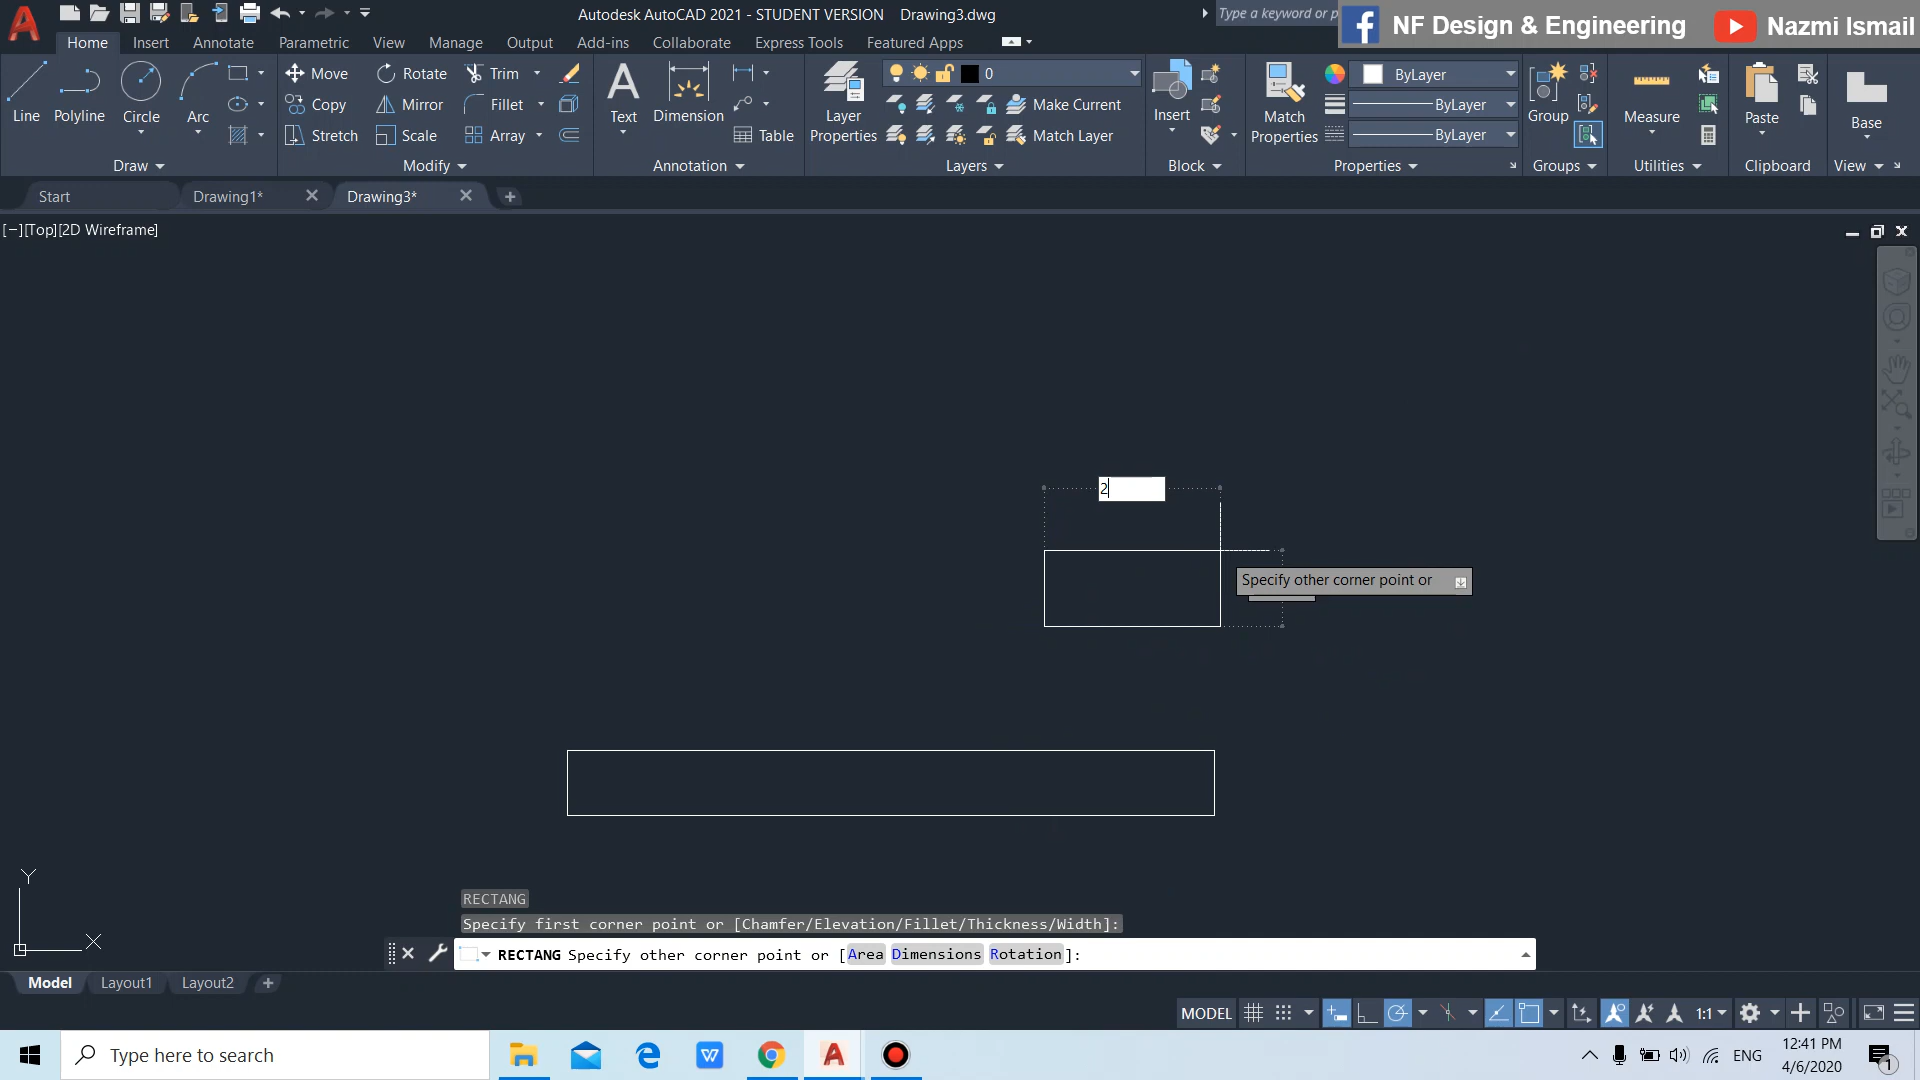 Autodesk AutoCAD 2021 - STUDENT VERSION Drawing3.dwg
Type a keyword or p
NF Design & Engineering
Nazmi Ismail
Home Insert Annotate Parametric View Manage Output Add-ins Collaborate Express Tools Featured Apps
Line Polyline Circle Arc
Move Rotate Trim
Copy Mirror Fillet
Stretch Scale Array
Text Dimension Table
Layer Properties
0
Make Current
Match Layer
Insert
Match Properties
ByLayer
ByLayer
ByLayer
Group
Measure
Paste
Base
Draw Modify Annotation Layers Block Properties Groups Utilities Clipboard View
Start Drawing1* Drawing3*
[−][Top][2D Wireframe]
2
Specify other corner point or
Y
X
RECTANG
Specify first corner point or [Chamfer/Elevation/Fillet/Thickness/Width]:
RECTANG Specify other corner point or [Area Dimensions Rotation]:
Model Layout1 Layout2
MODEL 1:1
Type here to search
ENG
12:41 PM
4/6/2020
1